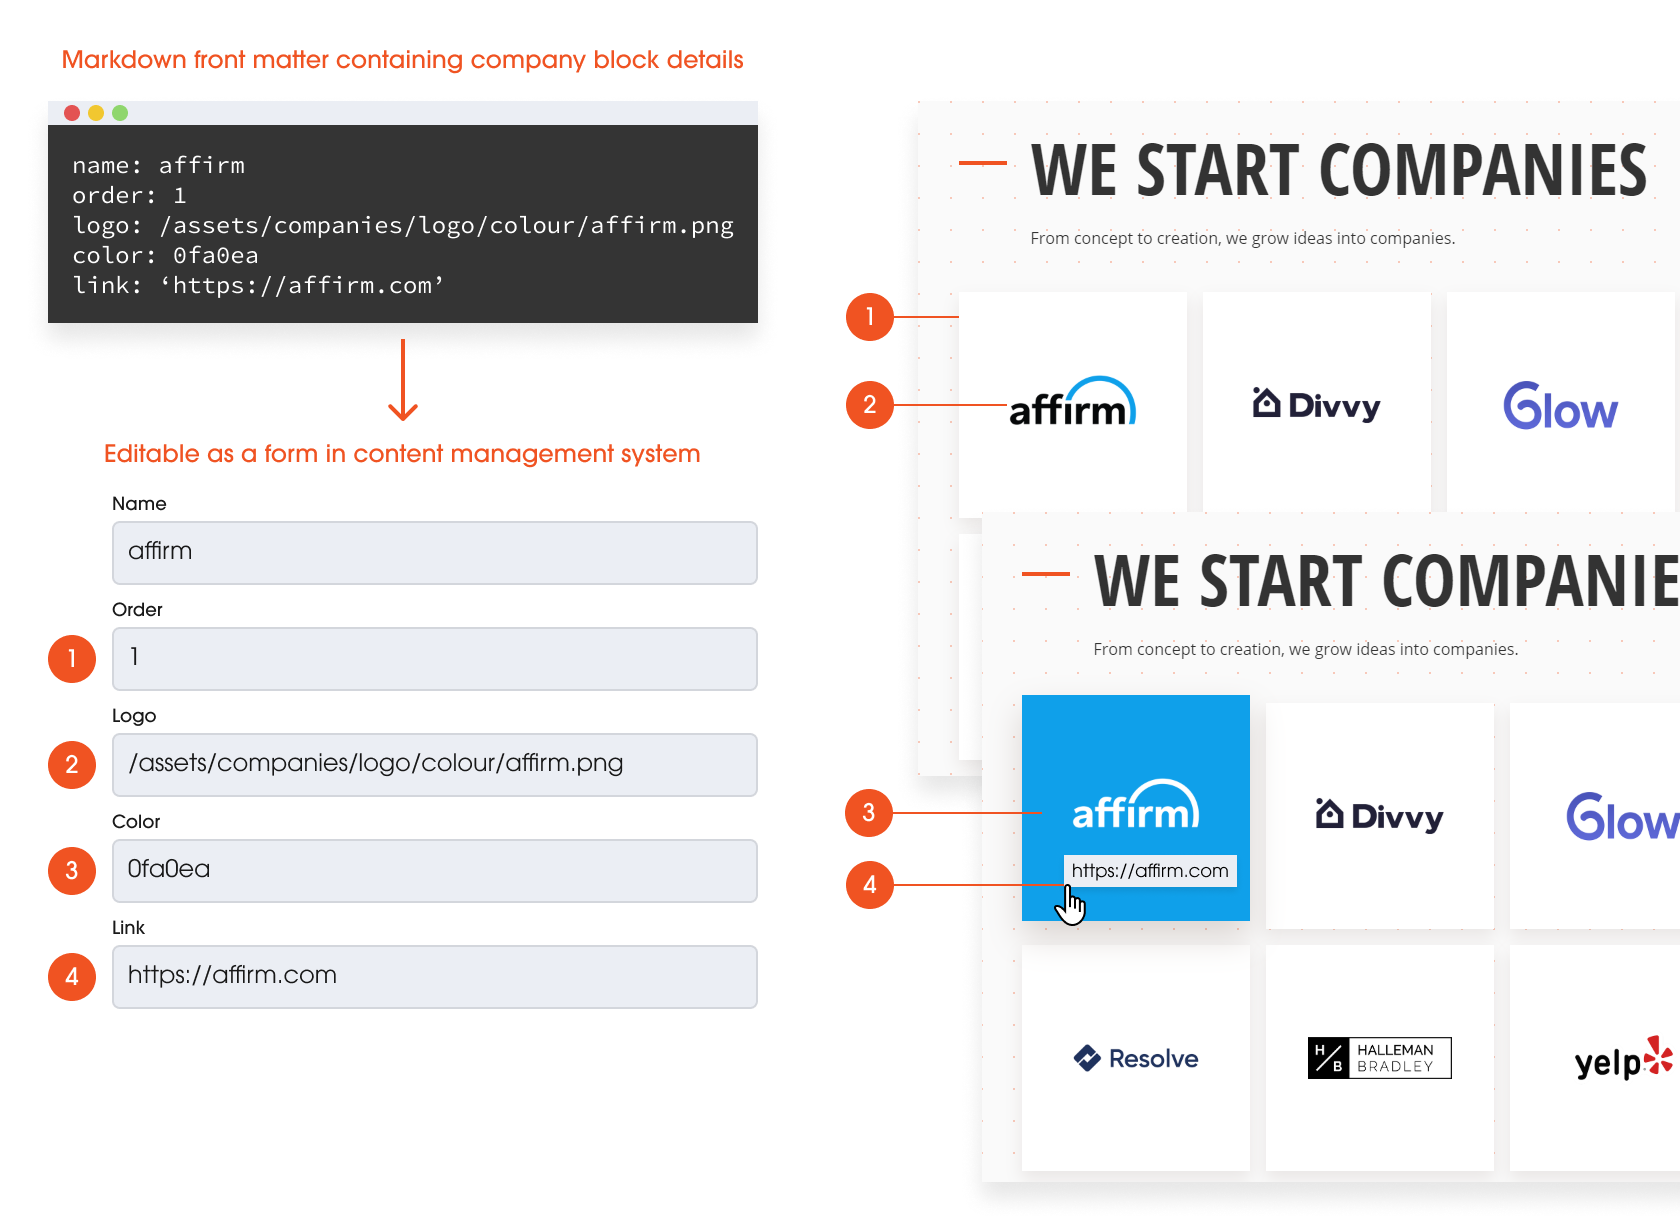 Markdown front matter containing company block details
name: affirm
order: 1
logo: /assets/companies/logo/colour/affirm.png
color: 0fa0ea
link: ‘https://affirm.com’
Editable as a form in content management system
Name
affirm
Order
1
1
Logo
2
/assets/companies/logo/colour/affirm.png
Color
3
0fa0ea
Link
4
https://affirm.com
WE START COMPANIES
From concept to creation, we grow ideas into companies.
1
2
affirm
Divvy
Glow
WE START COMPANIE
From concept to creation, we grow ideas into companies.
3
affirm
Divvy
Glow
4
https://affirm.com
Resolve
H/B HALLEMAN
BRADLEY
yelp